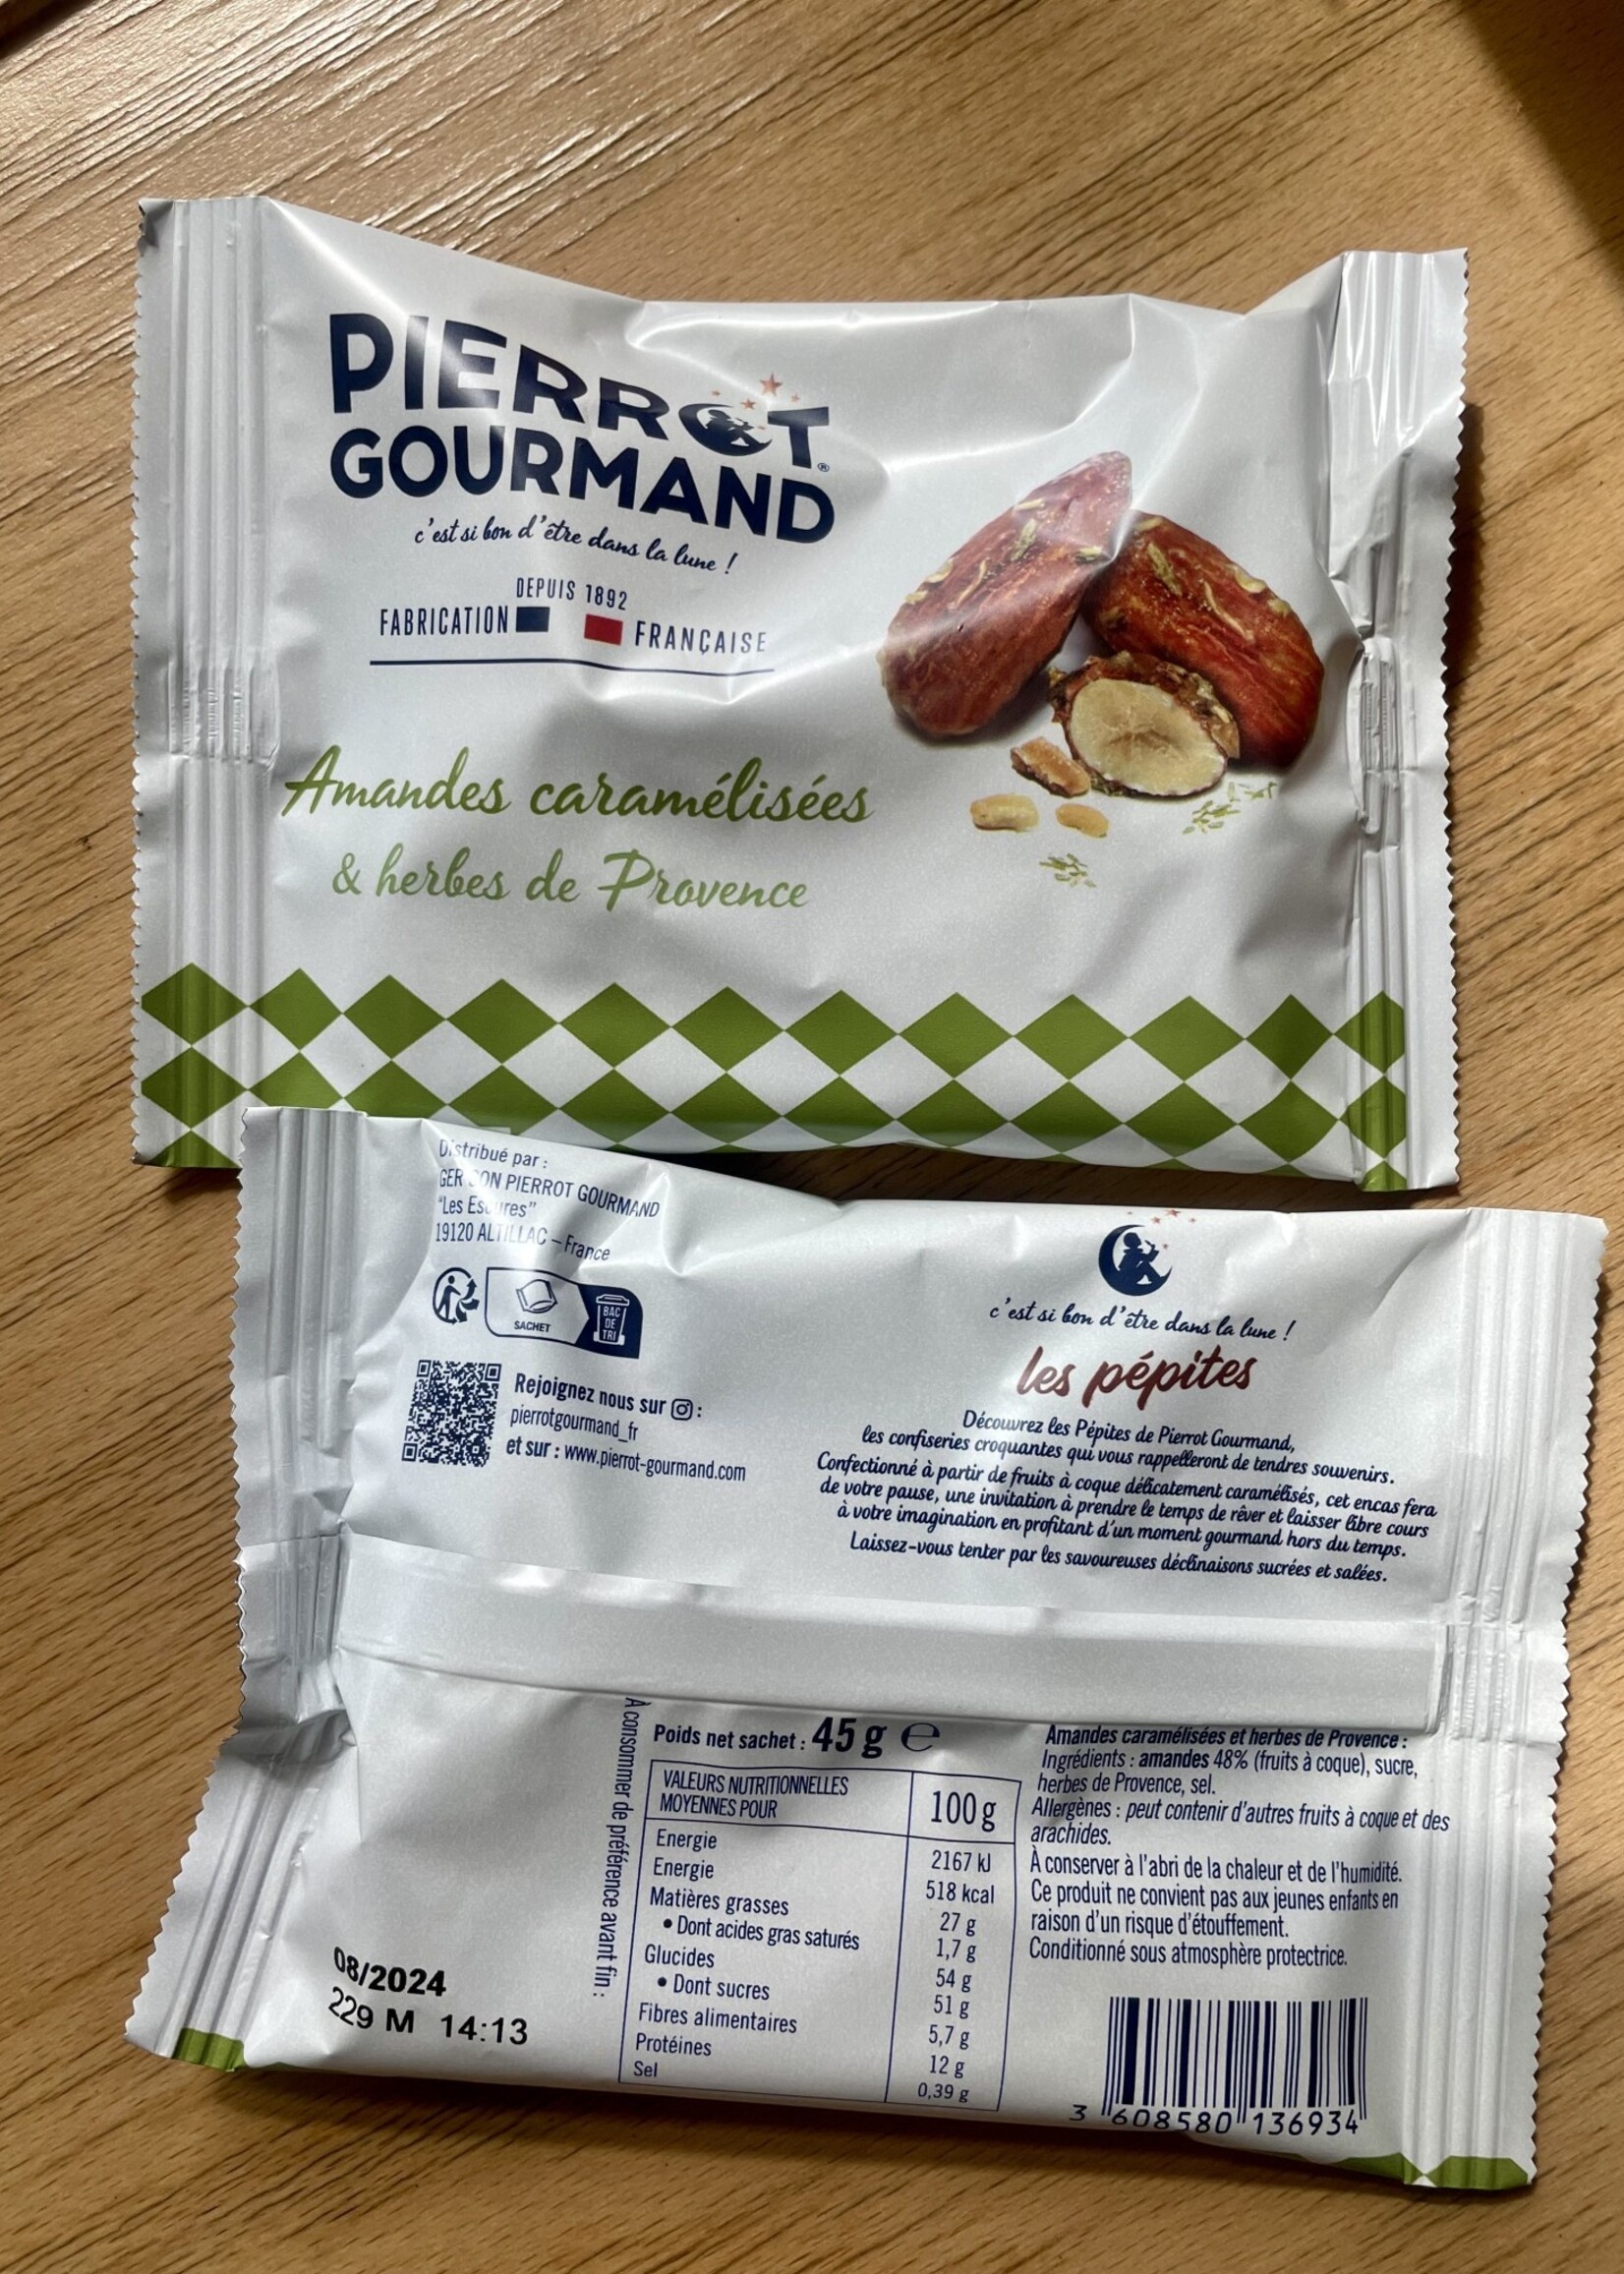 PIERROT
GOURMAND
c'est si bon d'être dans la lune !
DEPUIS 1892
FABRICATION FRANÇAISE
Amandes caramélisées
& herbes de Provence
Distribué par :
PIERROT GOURMAND
"Les
19120 ALTILLAC – France
SACHET
BAC
DE
TRI
Rejoignez nous sur :
pierrotgourmand_fr
et sur : www.pierrot-gourmand.com
c'est si bon d'être dans la lune !
les pépites
Découvrez les Pépites de Pierrot Gourmand,
les confiseries croquantes qui vous rappelleront de tendres souvenirs.
Confectionné à partir de fruits à coque délicatement caramélisés, cet encas fera
de votre pause, une invitation à prendre le temps de rêver et laisser libre cours
à votre imagination en profitant d'un moment gourmand hors du temps.
Laissez-vous tenter par les savoureuses déclinaisons sucrées et salées.
À consommer de préférence avant fin :
08/2024
229 M 14:13
Poids net sachet : 45 g e
VALEURS NUTRITIONNELLES
MOYENNES POUR 100 g
Energie 2167 kJ
Energie 518 kcal
Matières grasses 27 g
• Dont acides gras saturés 1,7 g
Glucides 54 g
• Dont sucres 51 g
Fibres alimentaires 5,7 g
Protéines 12 g
Sel 0,39 g
Amandes caramélisées et herbes de Provence :
Ingrédients : amandes 48% (fruits à coque), sucre,
herbes de Provence, sel.
Allergènes : peut contenir d'autres fruits à coque et des
arachides.
À conserver à l'abri de la chaleur et de l'humidité.
Ce produit ne convient pas aux jeunes enfants en
raison d'un risque d'étouffement.
Conditionné sous atmosphère protectrice.
3 608580 136934